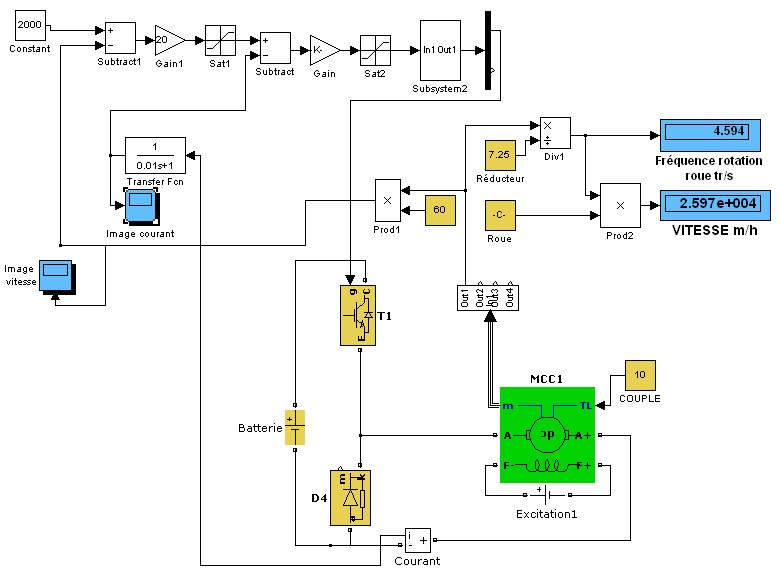 2000
Constant
+
−
Subtract1
20
Gain1
Sat1
+
−
Subtract
K-
Gain
Sat2
In1 Out1
Subsystem2
1
0.01s+1
Transfer Fcn
Image courant
Image
vitesse
×
Prod1
60
7.25
Réducteur
×
÷
Div1
4.594
Fréquence rotation
roue tr/s
-C-
Roue
×
Prod2
2.597e+004
VITESSE m/h
Out1
Out2
In1
Out3
Out4
g
C
E
T1
MCC1
10
COUPLE
m
TL
A-
dc
A+
F-
F+
+
Excitation1
+
Batterie
m
k
D4
i
-
+
Courant